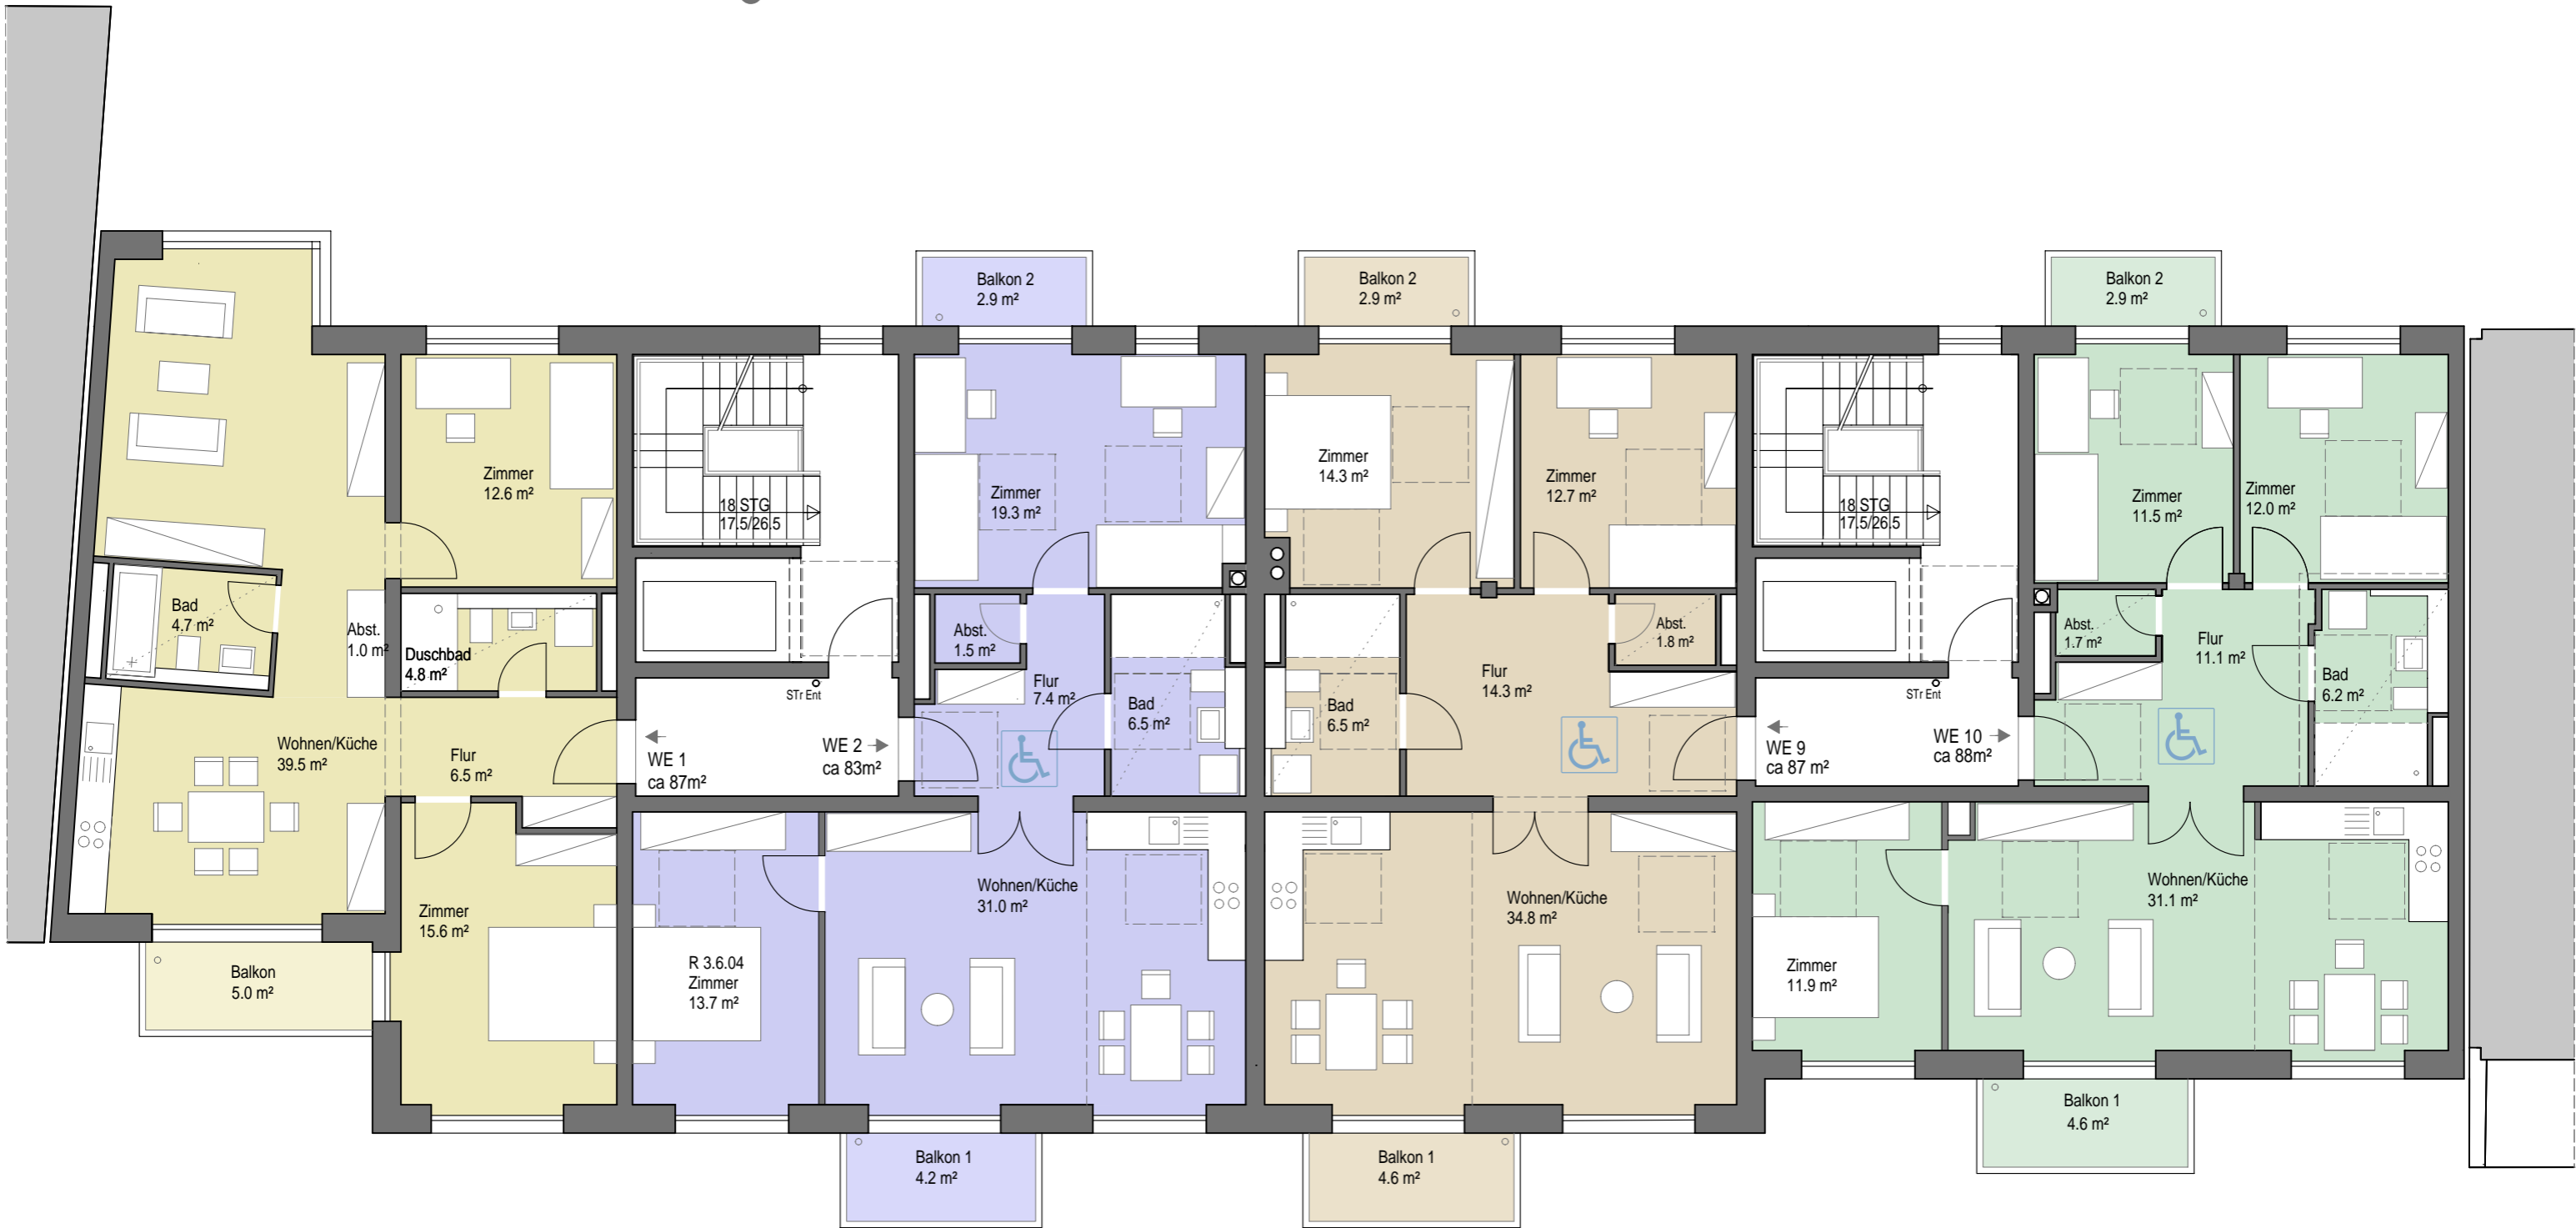 Balkon 2
2.9 m²
Balkon 2
2.9 m²
Balkon 2
2.9 m²
Zimmer
12.6 m²
18 STG
17.5/26.5
Zimmer
19.3 m²
Zimmer
14.3 m²
Zimmer
12.7 m²
18 STG
17.5/26.5
Zimmer
11.5 m²
Zimmer
12.0 m²
Bad
4.7 m²
Abst.
1.0 m²
Duschbad
4.8 m²
Abst.
1.5 m²
Flur
7.4 m²
Bad
6.5 m²
Bad
6.5 m²
Flur
14.3 m²
Abst.
1.8 m²
Abst.
1.7 m²
Flur
11.1 m²
Bad
6.2 m²
STr Ent
STr Ent
Wohnen/Küche
39.5 m²
Flur
6.5 m²
WE 1
ca 87m²
WE 2
ca 83m²
WE 9
ca 87 m²
WE 10
ca 88m²
Zimmer
15.6 m²
R 3.6.04
Zimmer
13.7 m²
Wohnen/Küche
31.0 m²
Wohnen/Küche
34.8 m²
Zimmer
11.9 m²
Wohnen/Küche
31.1 m²
Balkon
5.0 m²
Balkon 1
4.2 m²
Balkon 1
4.6 m²
Balkon 1
4.6 m²